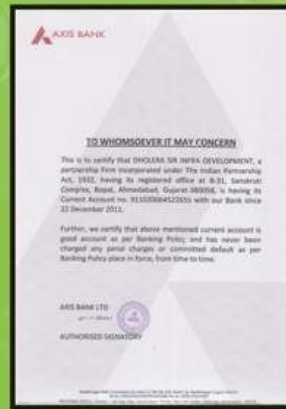 AXIS BANK
TO WHOMSOEVER IT MAY CONCERN
This is to certify that DHOLERA SIR INFRA DEVELOPMENT, a
partnership firm incorporated under The Indian Partnership
Act, 1932, having its registered office at B-31, 
Complex, Bopal, Ahmedabad, Gujarat-380058, is having its
Current Account no. with our Bank since
22 December 2011.
Further, we certify that above mentioned current account is
good account as per Banking Policy and has never been
charged any penal charges or committed default as per
Banking Policy place in force, from time to time.
AXIS BANK LTD
AUTHORISED SIGNATORY